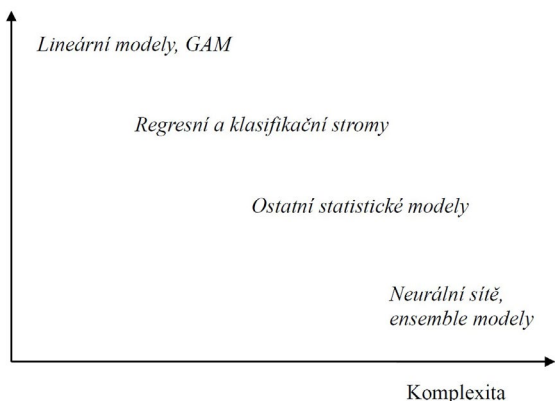 Lineární modely, GAM
Regresní a klasifikační stromy
Ostatní statistické modely
Neurální sítě,
ensemble modely
Komplexita